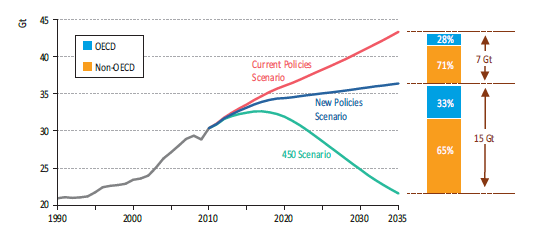 Gt
45
40
35
30
25
20
OECD
Non-OECD
Current Policies
Scenario
New Policies
Scenario
450 Scenario
1990
2000
2010
2020
2030
2035
28%
71%
7 Gt
33%
65%
15 Gt